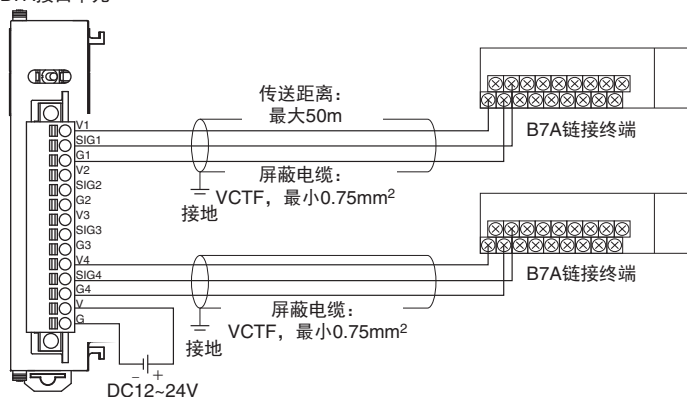 传送距离：
最大50m
B7A链接终端
V1
SIG1
G1
V2
SIG2
G2
V3
SIG3
G3
V4
SIG4
G4
V
G
屏蔽电缆：
VCTF，最小0.75mm²
接地
B7A链接终端
屏蔽电缆：
VCTF，最小0.75mm²
接地
- +
DC12~24V